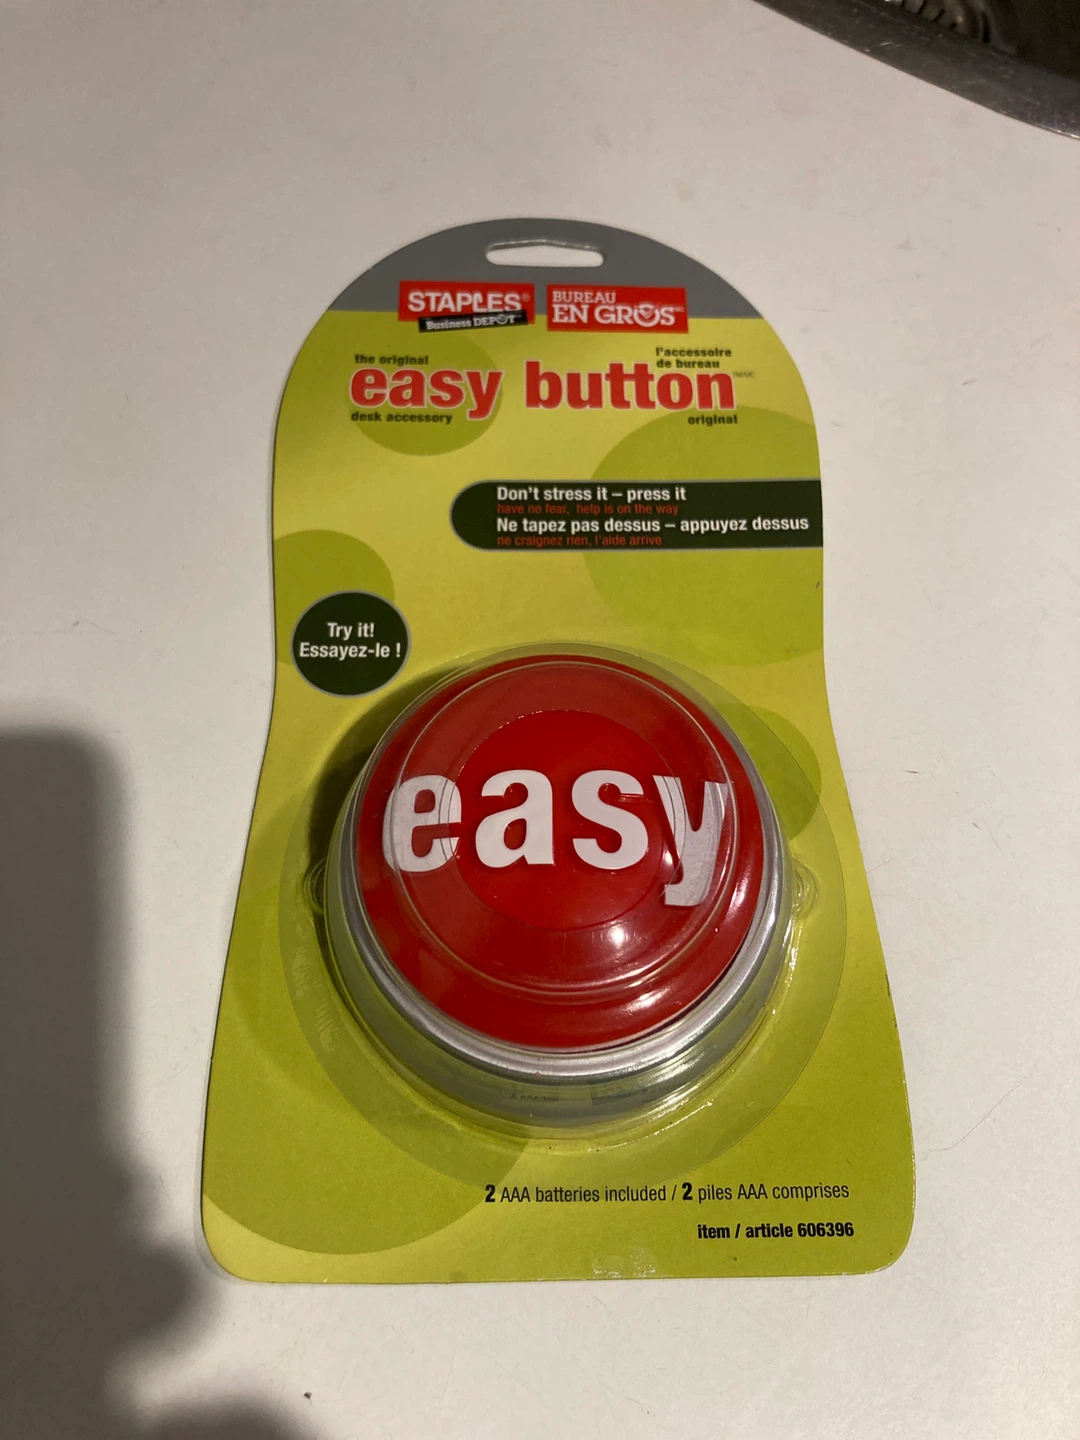 STAPLES®
Business DEPOT™
BUREAU
EN GROS
the original
easy button
desk accessory
l'accessoire
de bureau
original
Don't stress it – press it
have no fear, help is on the way
Ne tapez pas dessus – appuyez dessus
ne craignez rien, l'aide arrive
Try it!
Essayez-le !
easy
2 AAA batteries included / 2 piles AAA comprises
item / article 606396